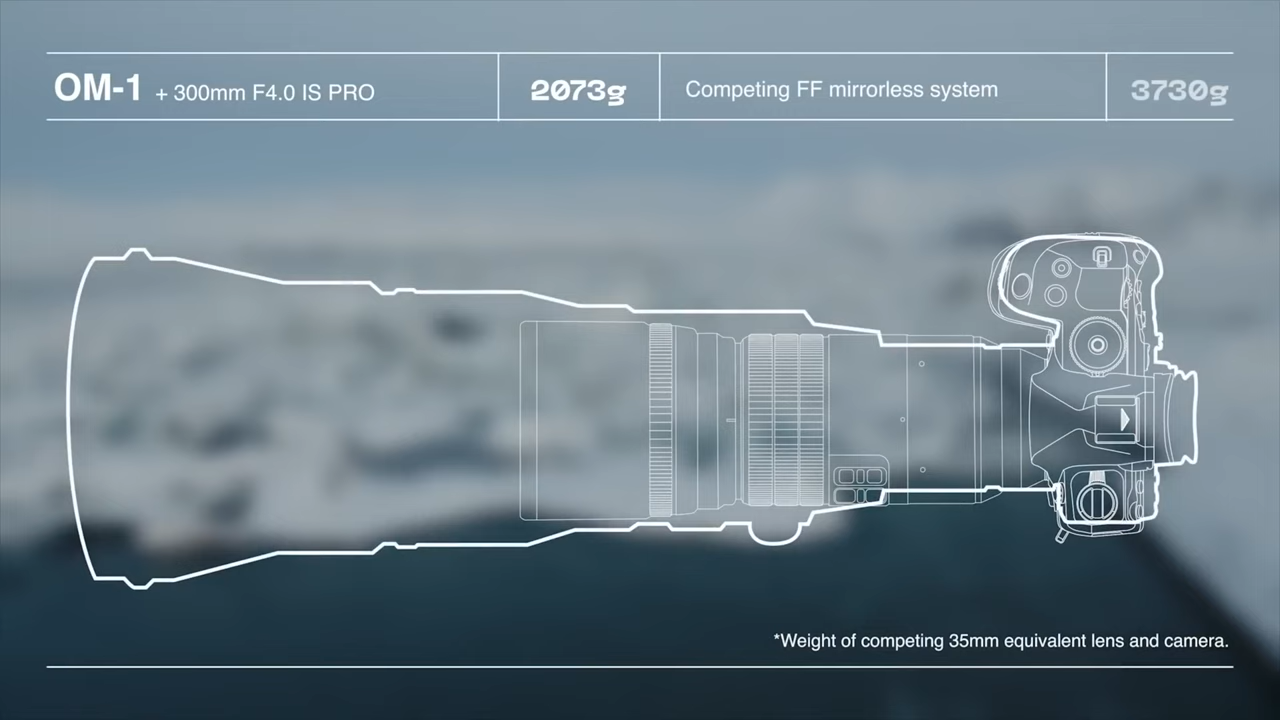 OM-1 + 300mm F4.0 IS PRO
2073g
Competing FF mirrorless system
3730g
*Weight of competing 35mm equivalent lens and camera.